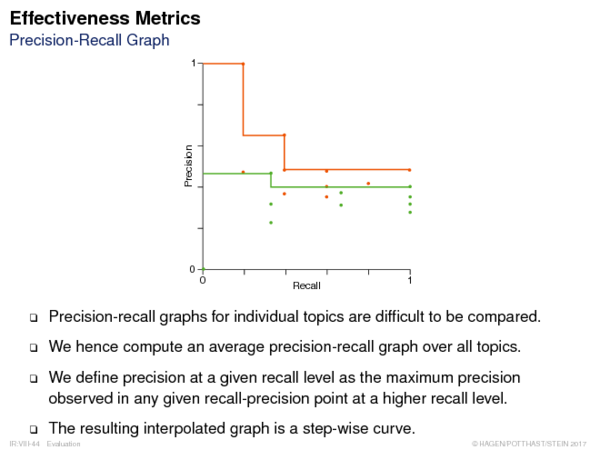 Effectiveness Metrics
Precision-Recall Graph
1
Precision
0
0
1
Recall
❑ Precision-recall graphs for individual topics are difficult to be compared.
❑ We hence compute an average precision-recall graph over all topics.
❑ We define precision at a given recall level as the maximum precision
observed in any given recall-precision point at a higher recall level.
❑ The resulting interpolated graph is a step-wise curve.
IR:VIII-44 Evaluation
© HAGEN/POTTHAST/STEIN 2017